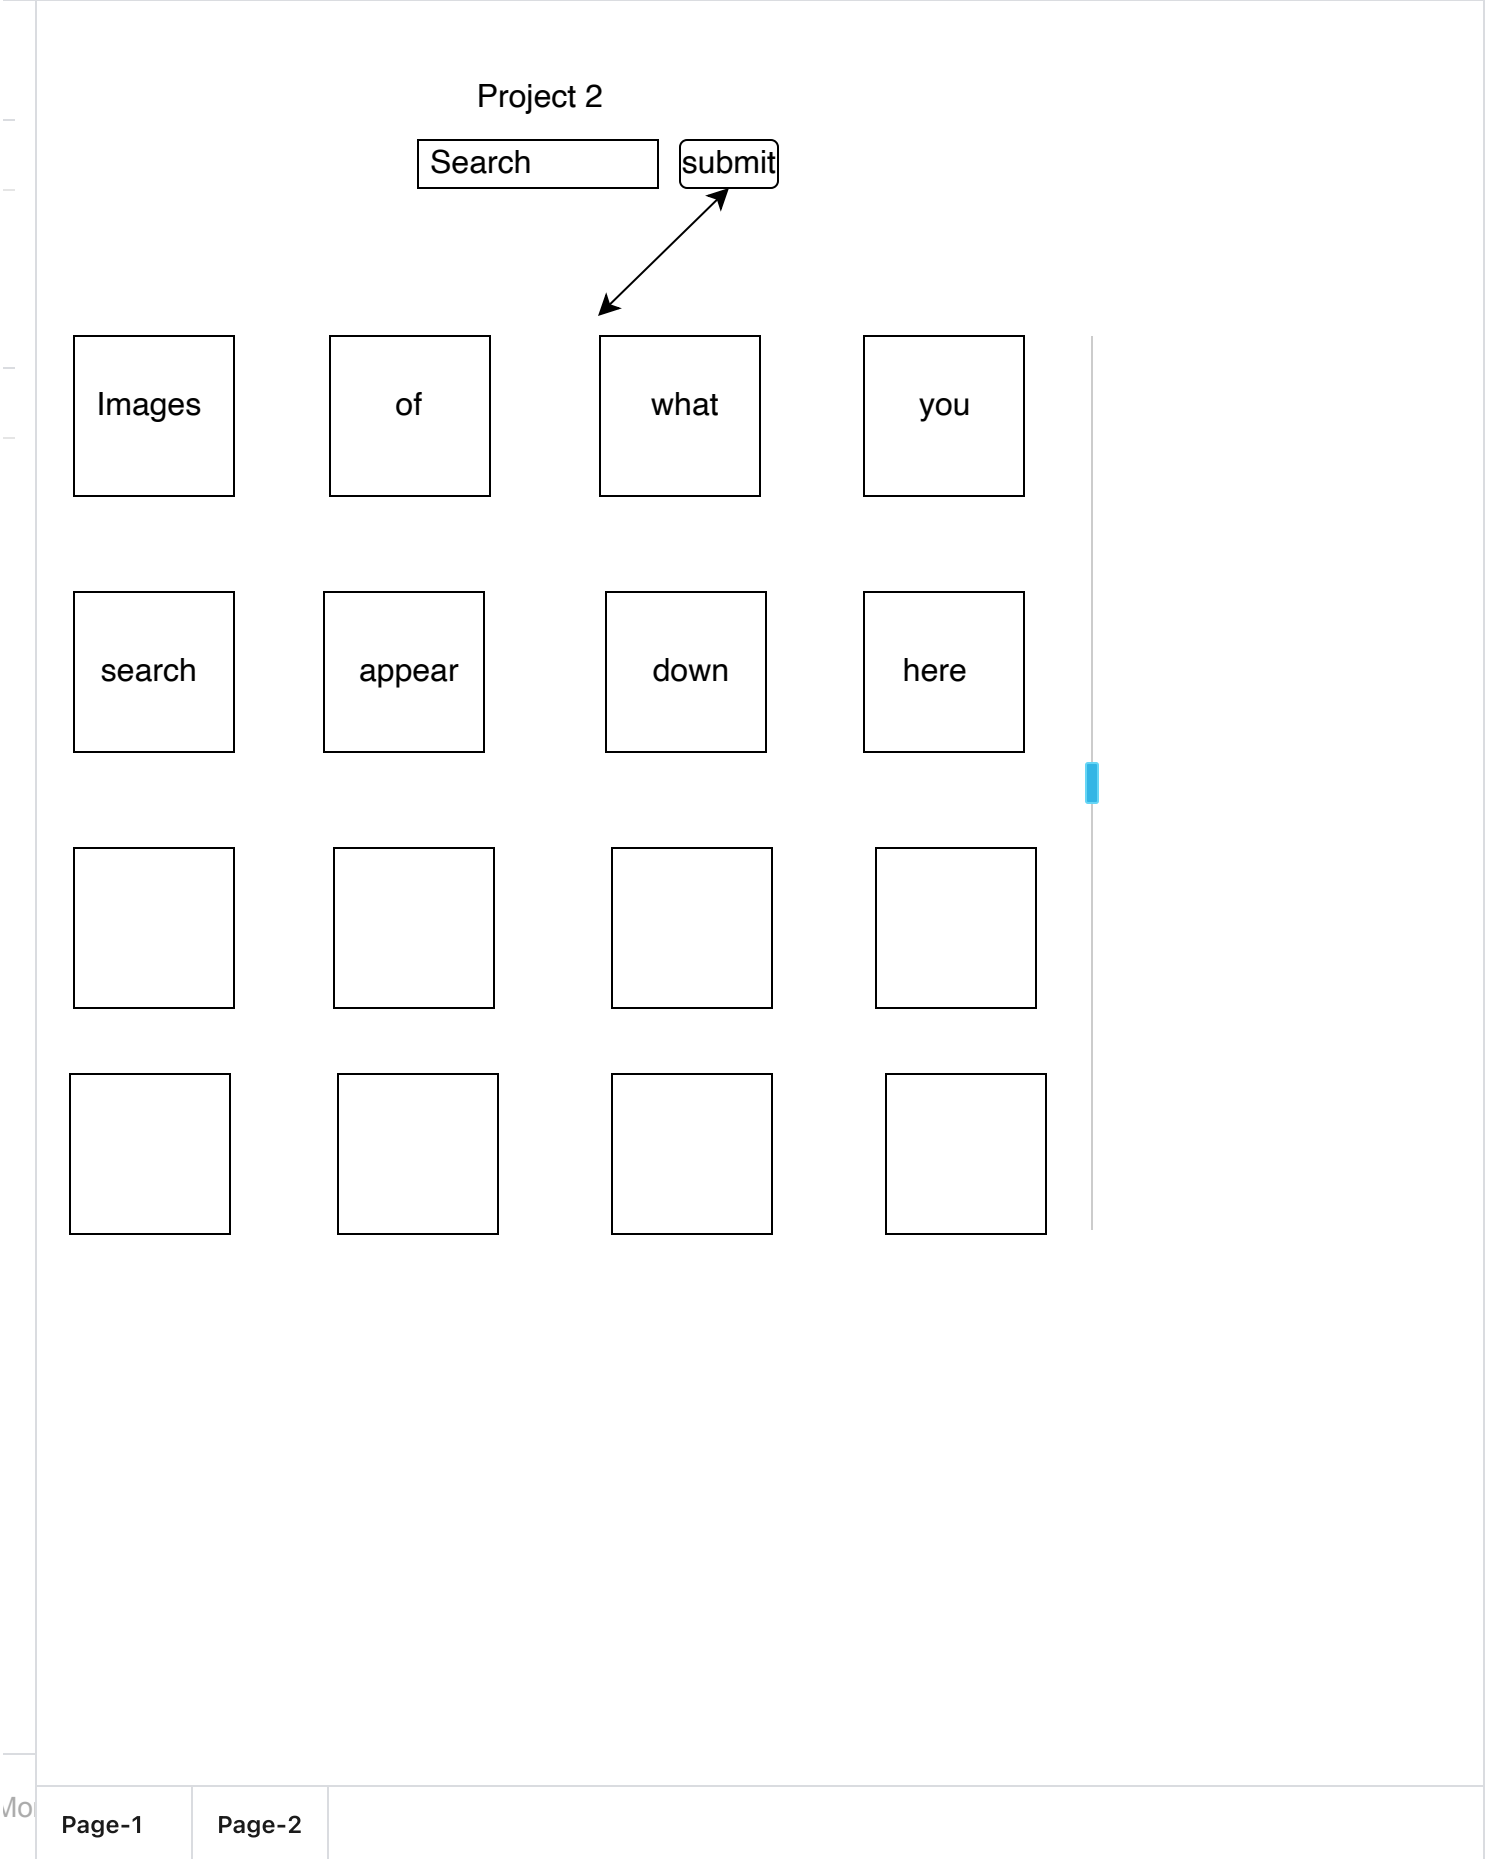 Project 2
Search submit
Images of what you
search appear down here
Page-1 Page-2